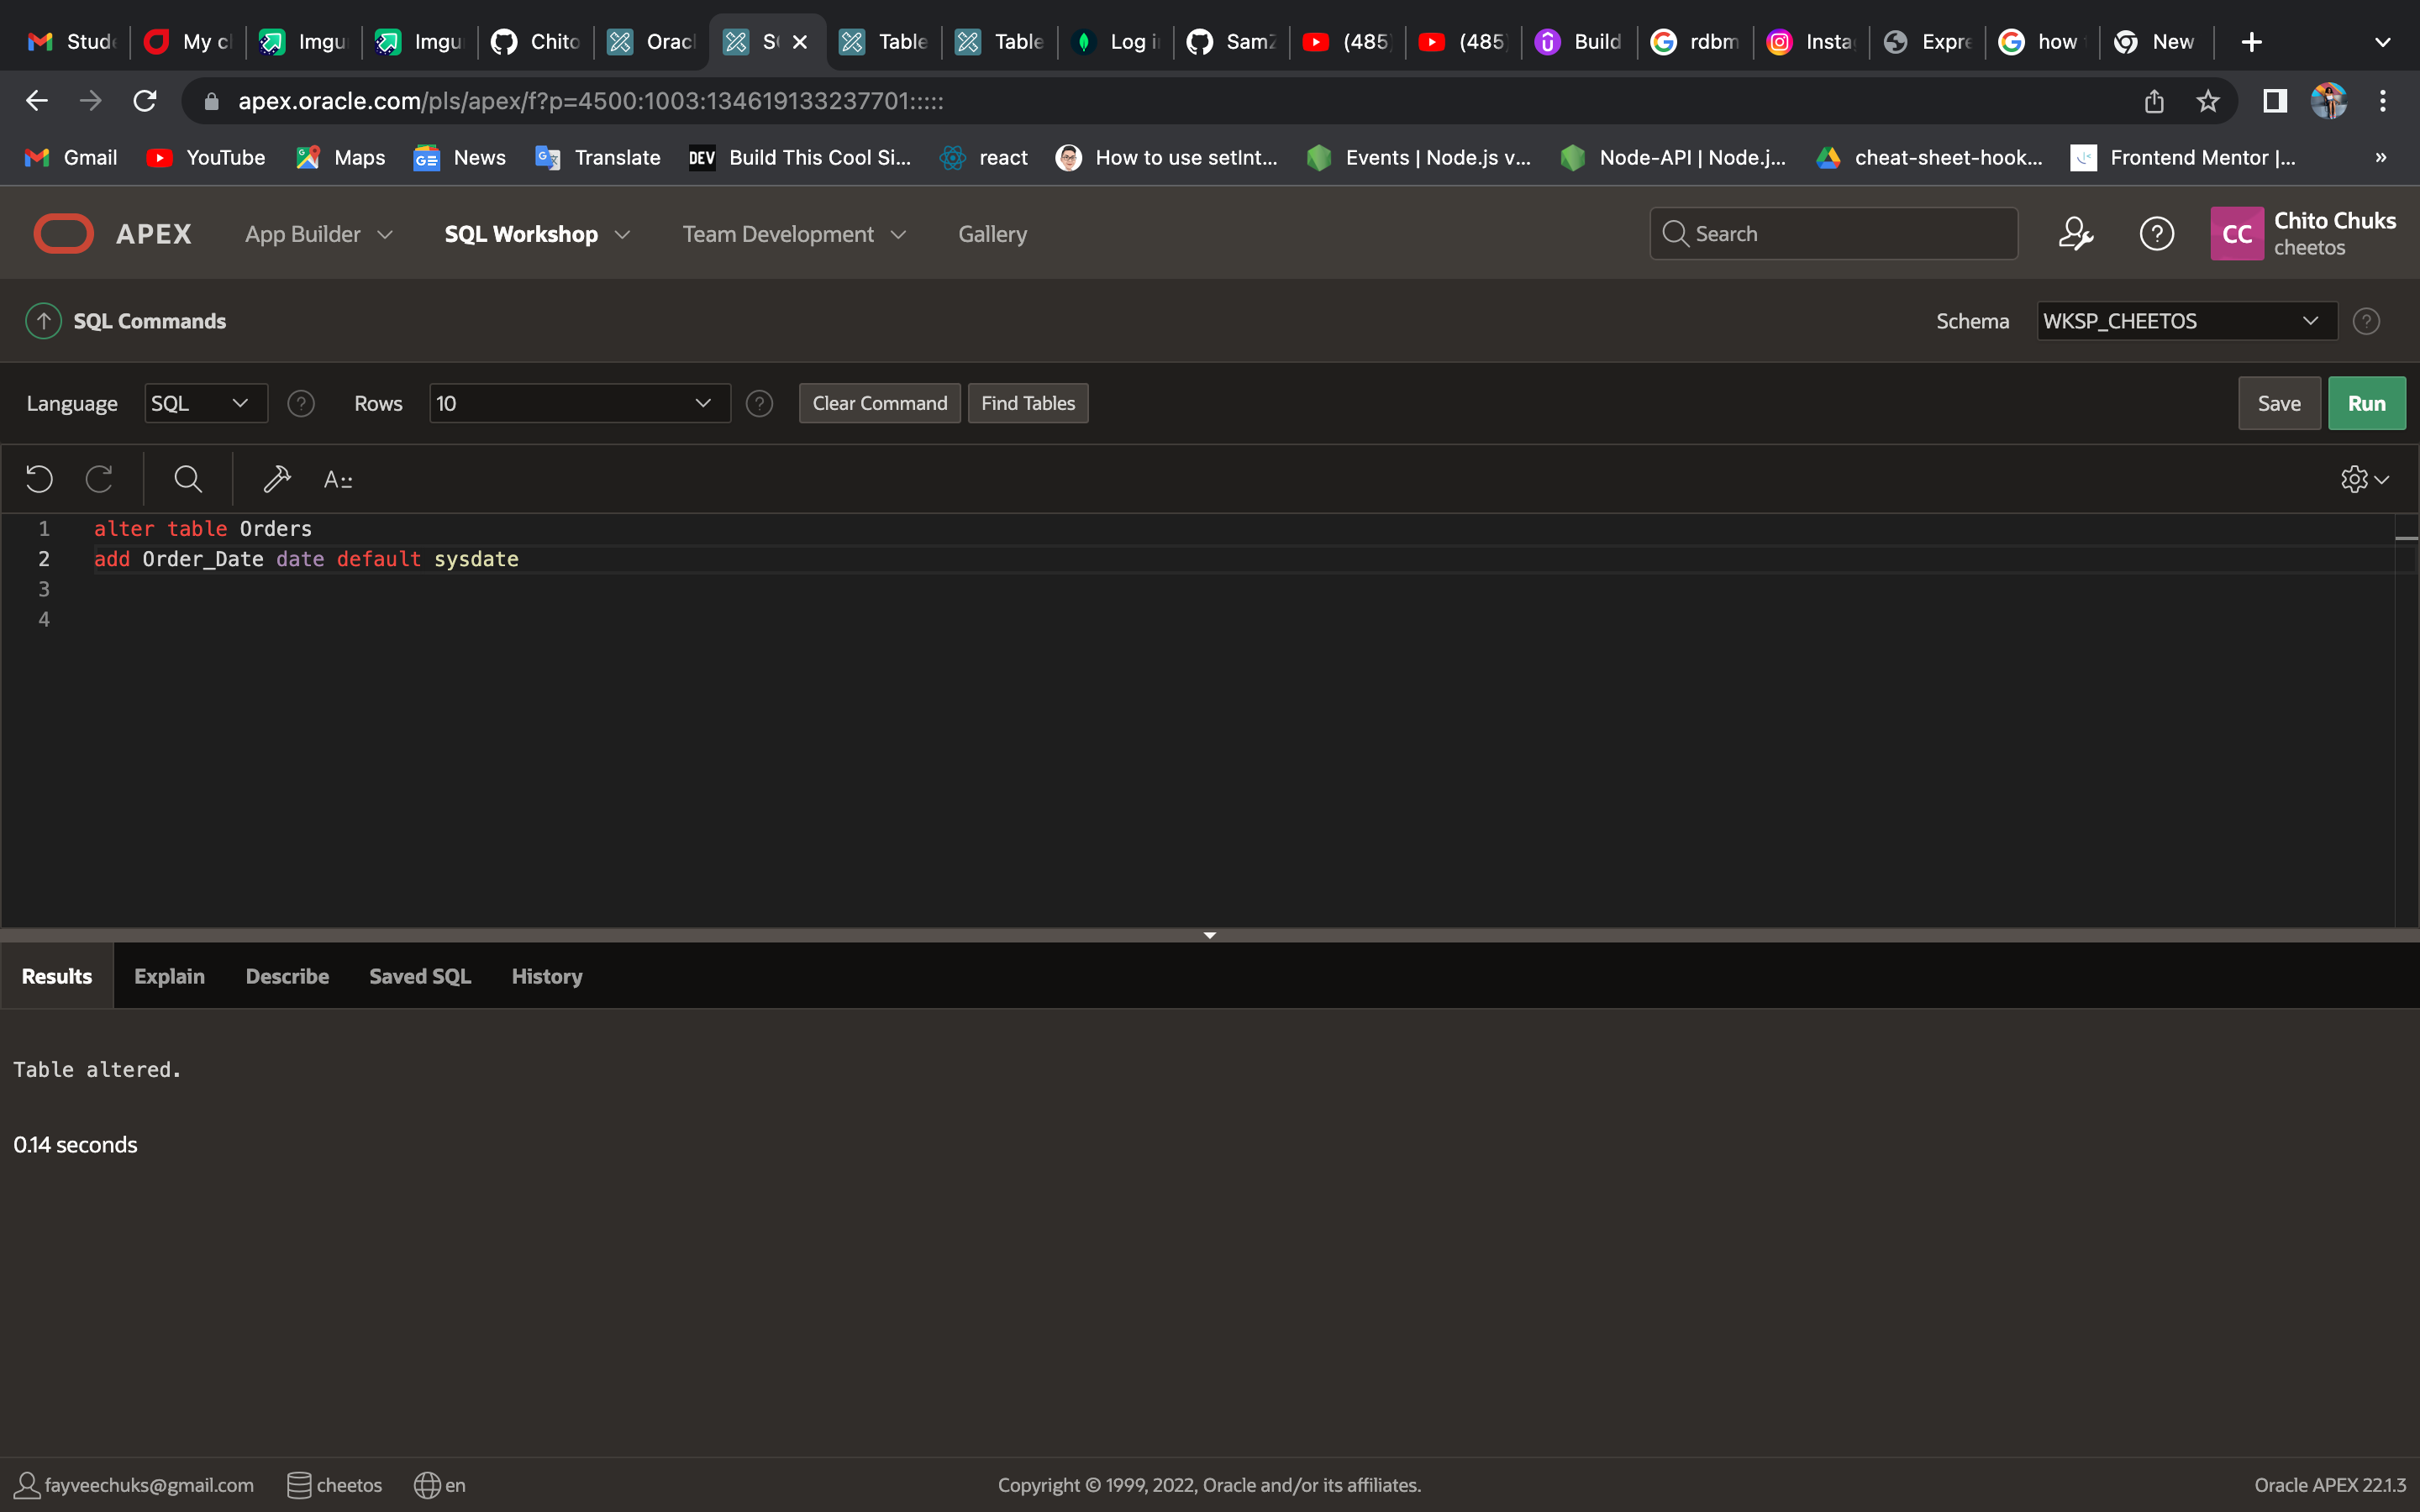 Stude My cl Imgu Imgu Chito Oracl S Table Table Log i Sam (485 (485 Build rdbm Insta Expre how New
apex.oracle.com/pls/apex/f?p=4500:1003:134619133237701:::::
Gmail YouTube Maps News Translate DEV Build This Cool Si... react How to use setInt... Events | Node.js v... Node-API | Node.j... cheat-sheet-hook... Frontend Mentor |... »
APEX App Builder SQL Workshop Team Development Gallery Search CC Chito Chuks
cheetos
SQL Commands Schema WKSP_CHEETOS
Language SQL Rows 10 Clear Command Find Tables Save Run
1 alter table Orders
2 add Order_Date date default sysdate
3
4
Results Explain Describe Saved SQL History
Table altered.
0.14 seconds
fayveechuks@gmail.com cheetos en Copyright © 1999, 2022, Oracle and/or its affiliates. Oracle APEX 22.1.3